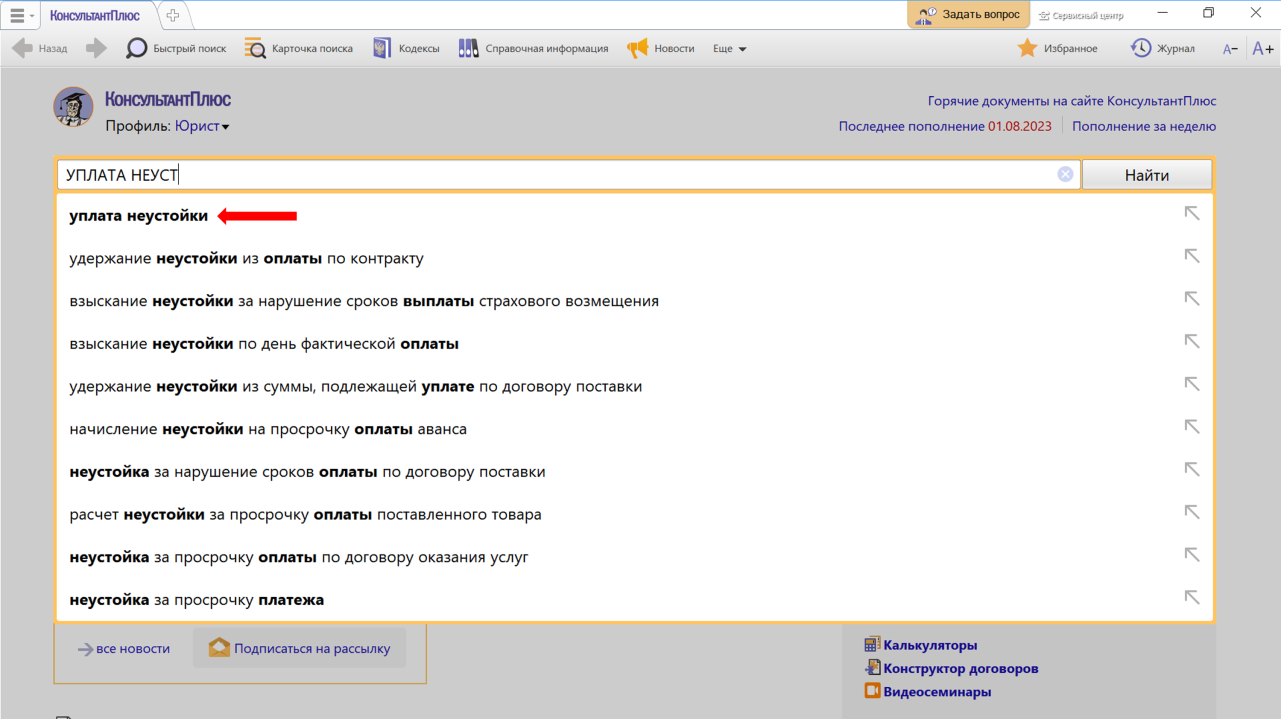 КонсультантПлюс
Задать вопрос
Сервисный центр
Назад
Быстрый поиск
Карточка поиска
Кодексы
Справочная информация
Новости
Еще
Избранное
Журнал
A−
A+
КонсультантПлюс
Профиль: Юрист
Горячие документы на сайте КонсультантПлюс
Последнее пополнение 01.08.2023
Пополнение за неделю
УПЛАТА НЕУСТ
Найти
уплата неустойки
удержание неустойки из оплаты по контракту
взыскание неустойки за нарушение сроков выплаты страхового возмещения
взыскание неустойки по день фактической оплаты
удержание неустойки из суммы, подлежащей уплате по договору поставки
начисление неустойки на просрочку оплаты аванса
неустойка за нарушение сроков оплаты по договору поставки
расчет неустойки за просрочку оплаты поставленного товара
неустойка за просрочку оплаты по договору оказания услуг
неустойка за просрочку платежа
все новости
Подписаться на рассылку
Калькуляторы
Конструктор договоров
Видеосеминары